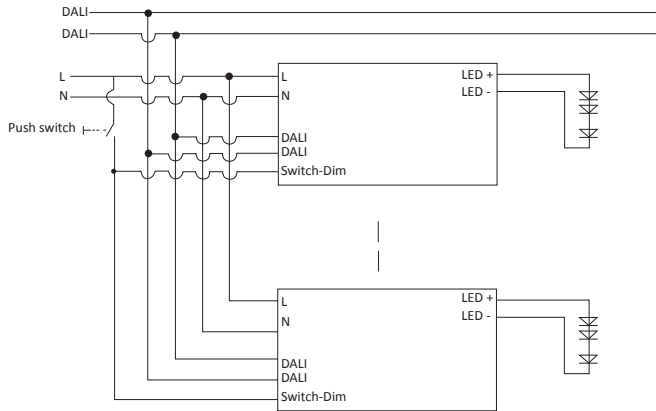 DALI
DALI
L
N
Push switch
L
N
DALI
DALI
Switch-Dim
LED +
LED -
L
N
DALI
DALI
Switch-Dim
LED +
LED -